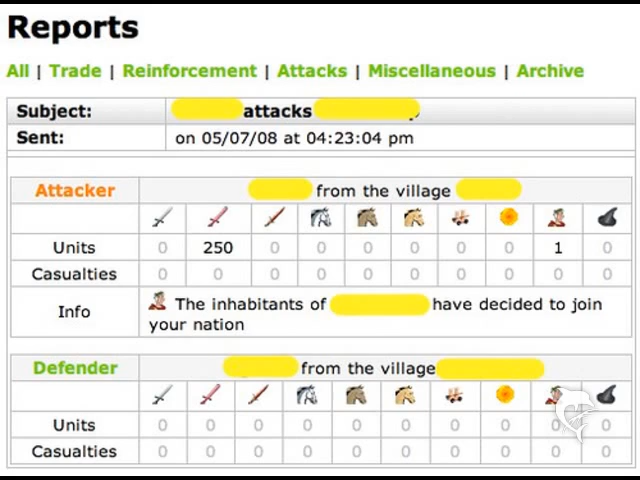 Reports
All | Trade | Reinforcement | Attacks | Miscellaneous | Archive
Subject: attacks
Sent: on 05/07/08 at 04:23:04 pm
Attacker from the village
Units 0 250 0 0 0 0 0 0 1 0
Casualties 0 0 0 0 0 0 0 0 0 0
Info The inhabitants of have decided to join
your nation
Defender from the village
Units 0 0 0 0 0 0 0 0 0 0
Casualties 0 0 0 0 0 0 0 0 0 0